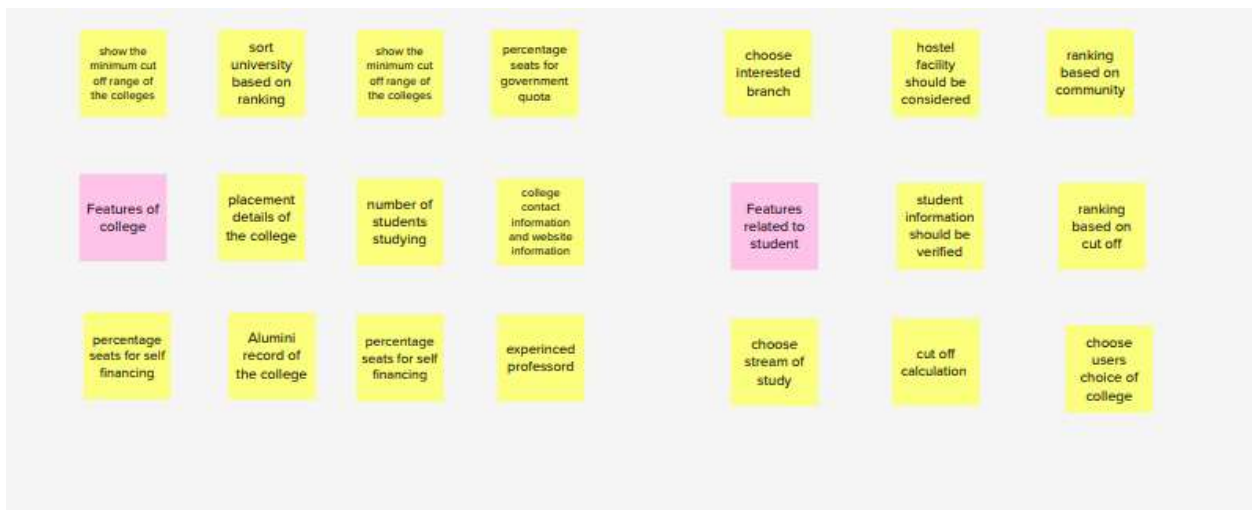 show the
minimum cut
off range of
the colleges
sort
university
based on
ranking
show the
minimum cut
off range of
the colleges
percentage
seats for
government
quota
choose
interested
branch
hostel
facility
should be
considered
ranking
based on
community
Features of
college
placement
details of
the college
number of
students
studying
college
contact
information
and website
information
Features
related to
student
student
information
should be
verified
ranking
based on
cut off
percentage
seats for self
financing
Alumini
record of
the college
percentage
seats for self
financing
experinced
professord
choose
stream of
study
cut off
calculation
choose
users
choice of
college